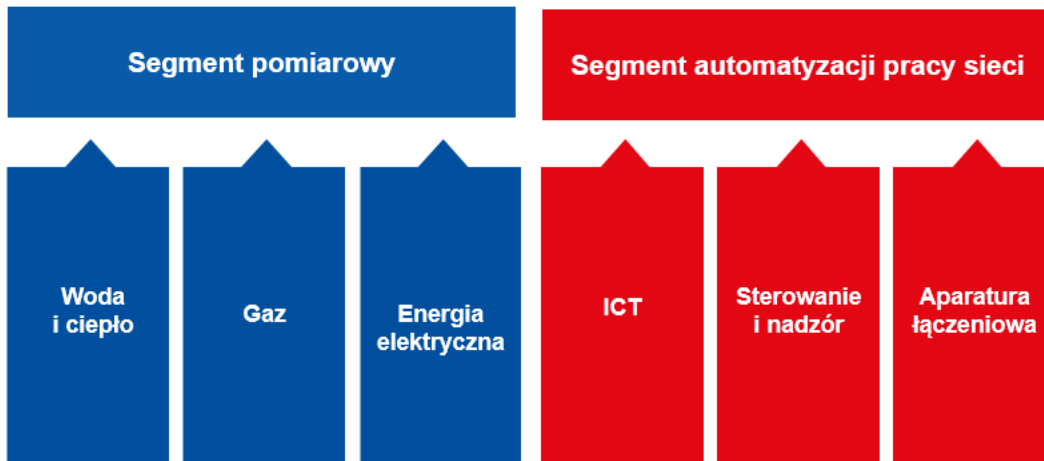 Segment pomiarowy
Segment automatyzacji pracy sieci
Woda
i ciepło
Gaz
Energia
elektryczna
ICT
Sterowanie
i nadzór
Aparatura
łączeniowa